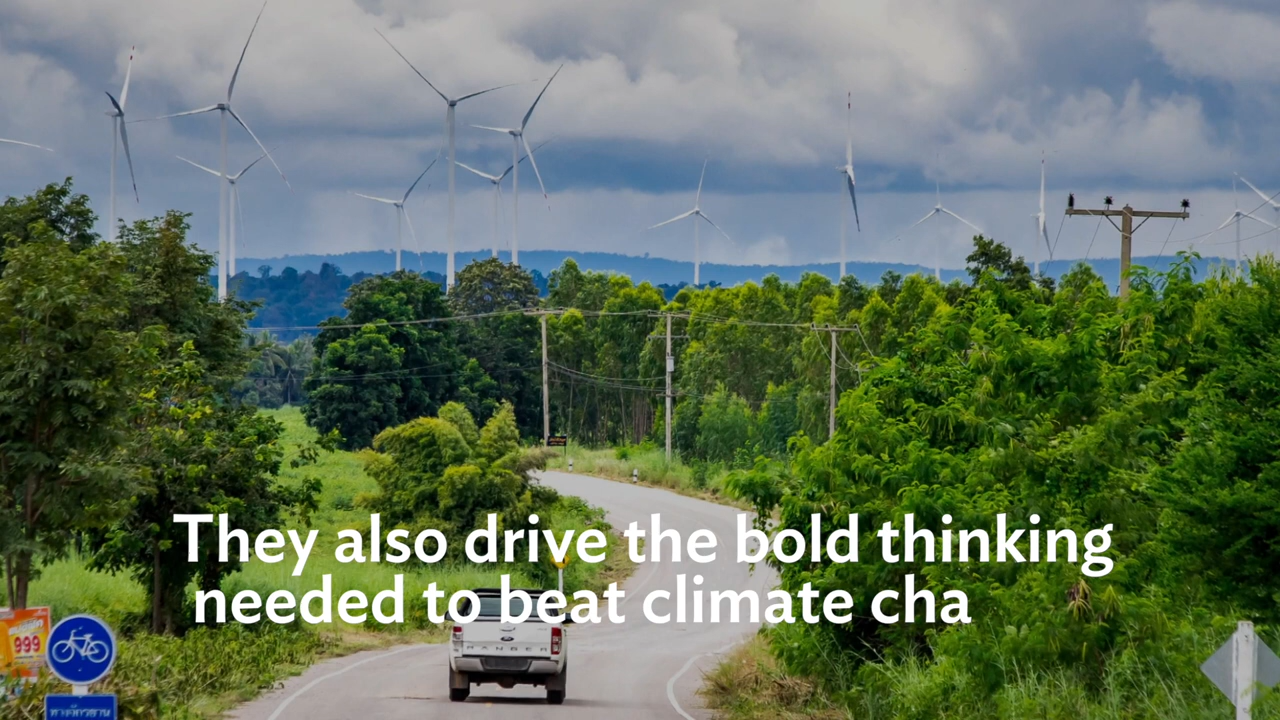 They also drive the bold thinking
needed to beat climate cha
RANGER
999